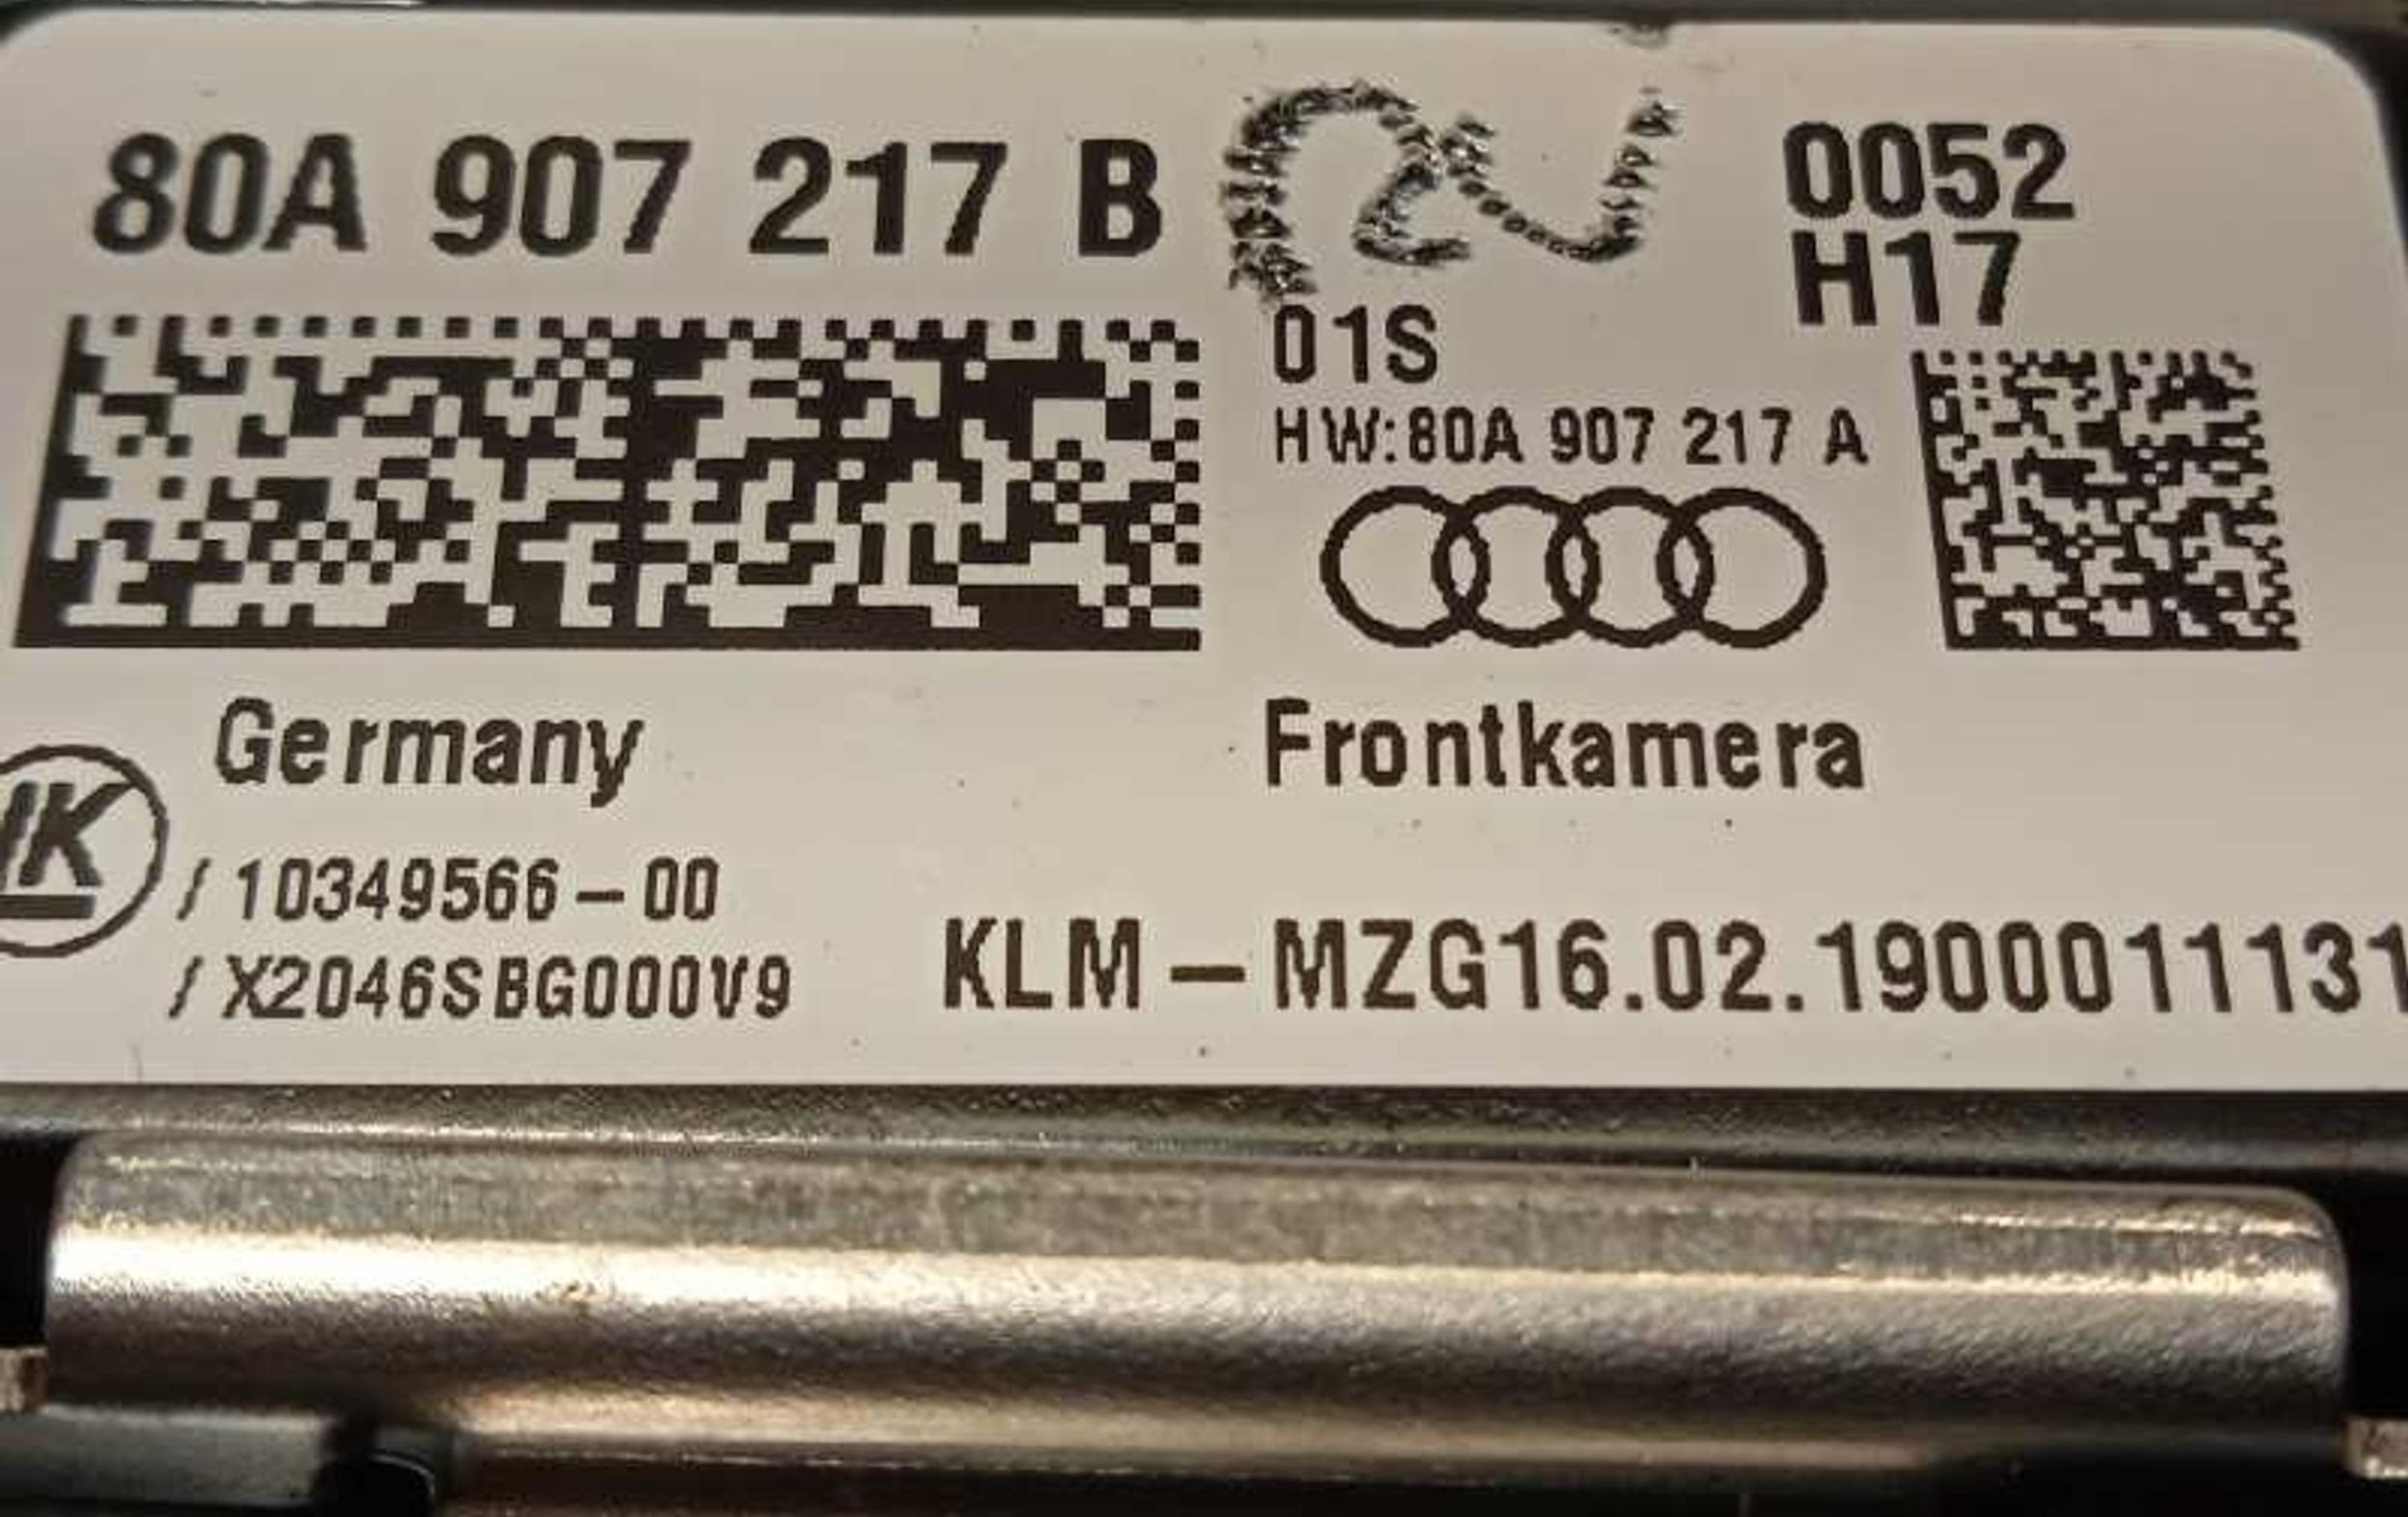 80A 907 217 B
0052
H17
01S
HW:80A 907 217 A
Germany
Frontkamera
/ 10349566-00
/ X2046SBG000V9
KLM-MZG16.02.1900011131